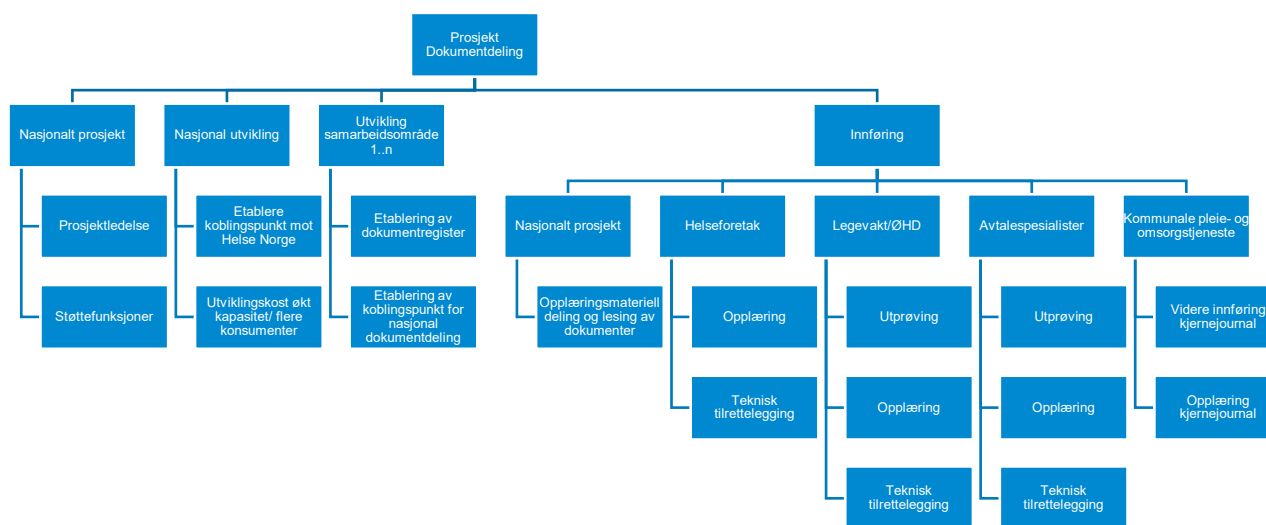 Prosjekt
Dokumentdeling
Nasjonalt prosjekt
Nasjonal utvikling
Utvikling
samarbeidsområde
1..n
Innføring
Prosjektledelse
Støttefunksjoner
Etablere
koblingspunkt mot
Helse Norge
Utviklingskost økt
kapasitet/ flere
konsumenter
Etablering av
dokumentregister
Etablering av
koblingspunkt for
nasjonal
dokumentdeling
Nasjonalt prosjekt
Opplæringsmateriell
deling og lesing av
dokumenter
Helseforetak
Opplæring
Teknisk
tilrettelegging
Legevakt/ØHD
Utprøving
Opplæring
Teknisk
tilrettelegging
Avtalespesialister
Utprøving
Opplæring
Teknisk
tilrettelegging
Kommunale pleie- og
omsorgstjeneste
Videre innføring
kjernejournal
Opplæring
kjernejournal